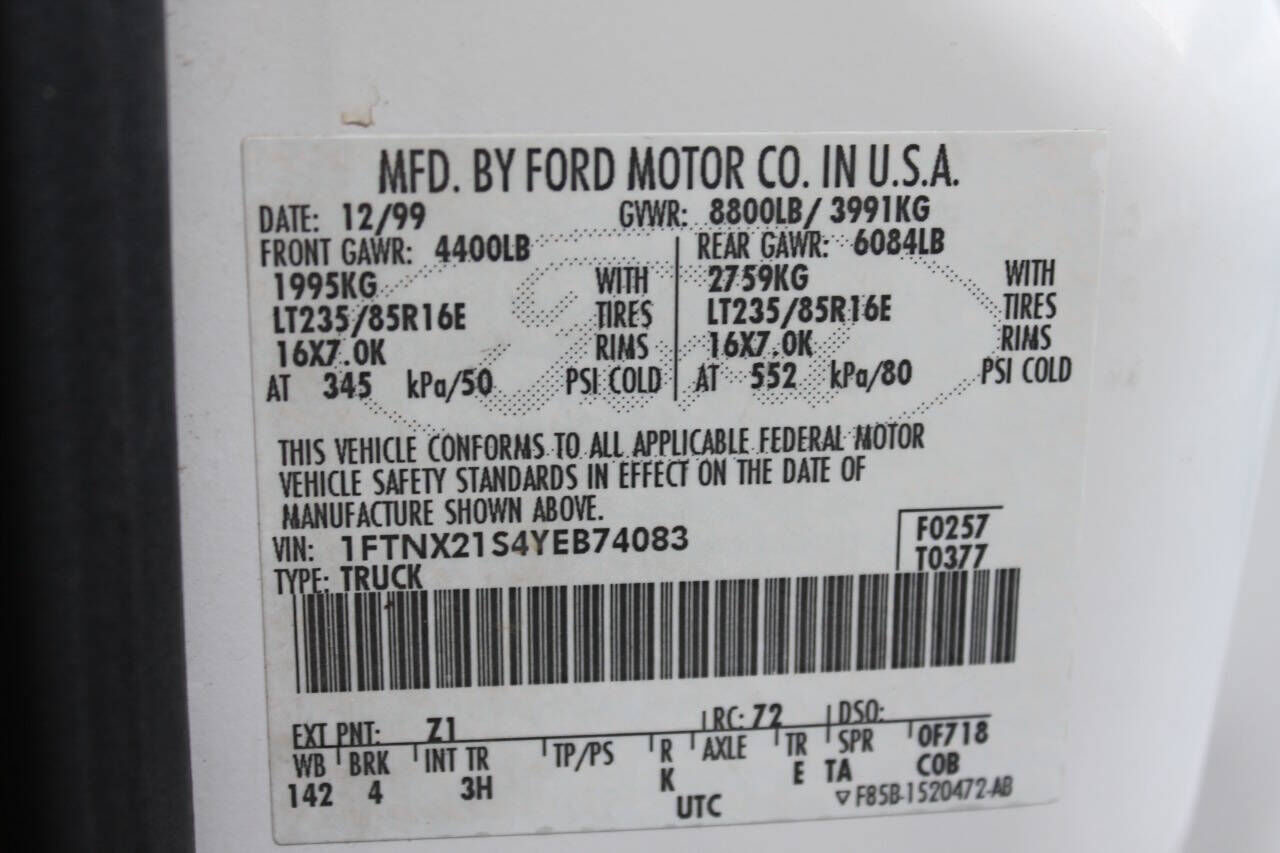 MFD. BY FORD MOTOR CO. IN U.S.A.
DATE: 12/99 GVWR: 8800LB/ 3991KG
FRONT GAWR: 4400LB REAR GAWR: 6084LB
1995KG WITH 2759KG WITH
LT235/85R16E TIRES LT235/85R16E TIRES
16X7.0K RIMS 16X7.0K RIMS
AT 345 kPa/50 PSI COLD AT 552 kPa/80 PSI COLD
Ford
THIS VEHICLE CONFORMS TO ALL APPLICABLE FEDERAL MOTOR
VEHICLE SAFETY STANDARDS IN EFFECT ON THE DATE OF
MANUFACTURE SHOWN ABOVE.
VIN: 1FTNX21S4YEB74083 F0257
TYPE: TRUCK T0377
EXT PNT: Z1 RC: 72 DSO:
WB BRK INT TR TP/PS R AXLE TR SPR 0F718
142 4 3H K E TA COB
UTC ▽ F85B-1520472-AB